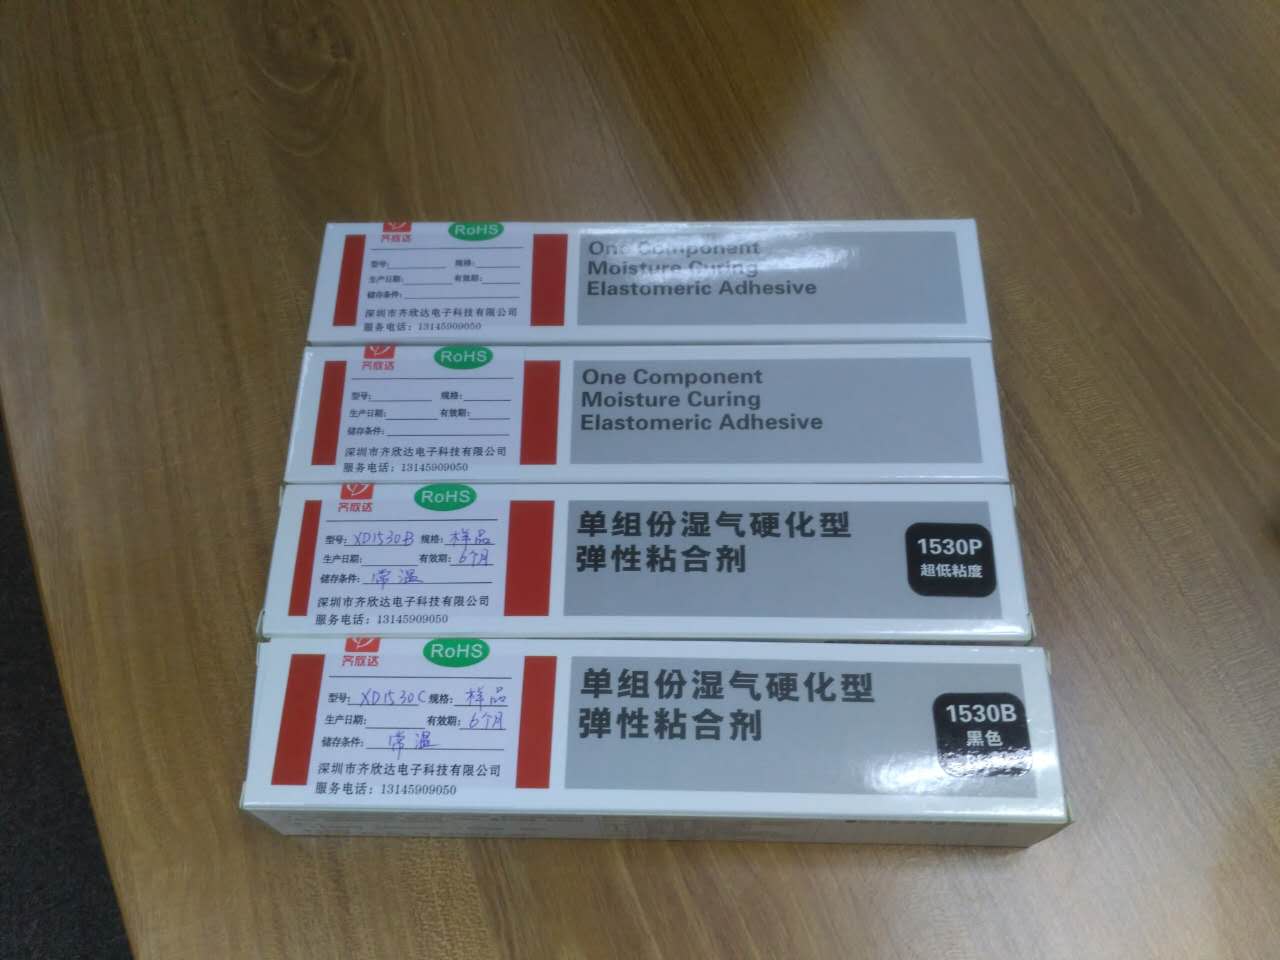 齐欣达
RoHS
型号:
规格:
生产日期:
有效期:
储存条件:
深圳市齐欣达电子科技有限公司
服务电话: 13145909050
One Component
Moisture Curing
Elastomeric Adhesive
齐欣达
RoHS
型号:
规格:
生产日期:
有效期:
储存条件:
深圳市齐欣达电子科技有限公司
服务电话: 13145909050
One Component
Moisture Curing
Elastomeric Adhesive
齐欣达
RoHS
型号: XD1530B 规格: 样品
生产日期: 有效期: 6个月
储存条件: 常温
深圳市齐欣达电子科技有限公司
服务电话: 13145909050
单组份湿气硬化型
弹性粘合剂
1530P
超低粘度
齐欣达
RoHS
型号: XD1530C 规格: 样品
生产日期: 有效期: 6个月
储存条件: 常温
深圳市齐欣达电子科技有限公司
服务电话: 13145909050
单组份湿气硬化型
弹性粘合剂
1530B
黑色